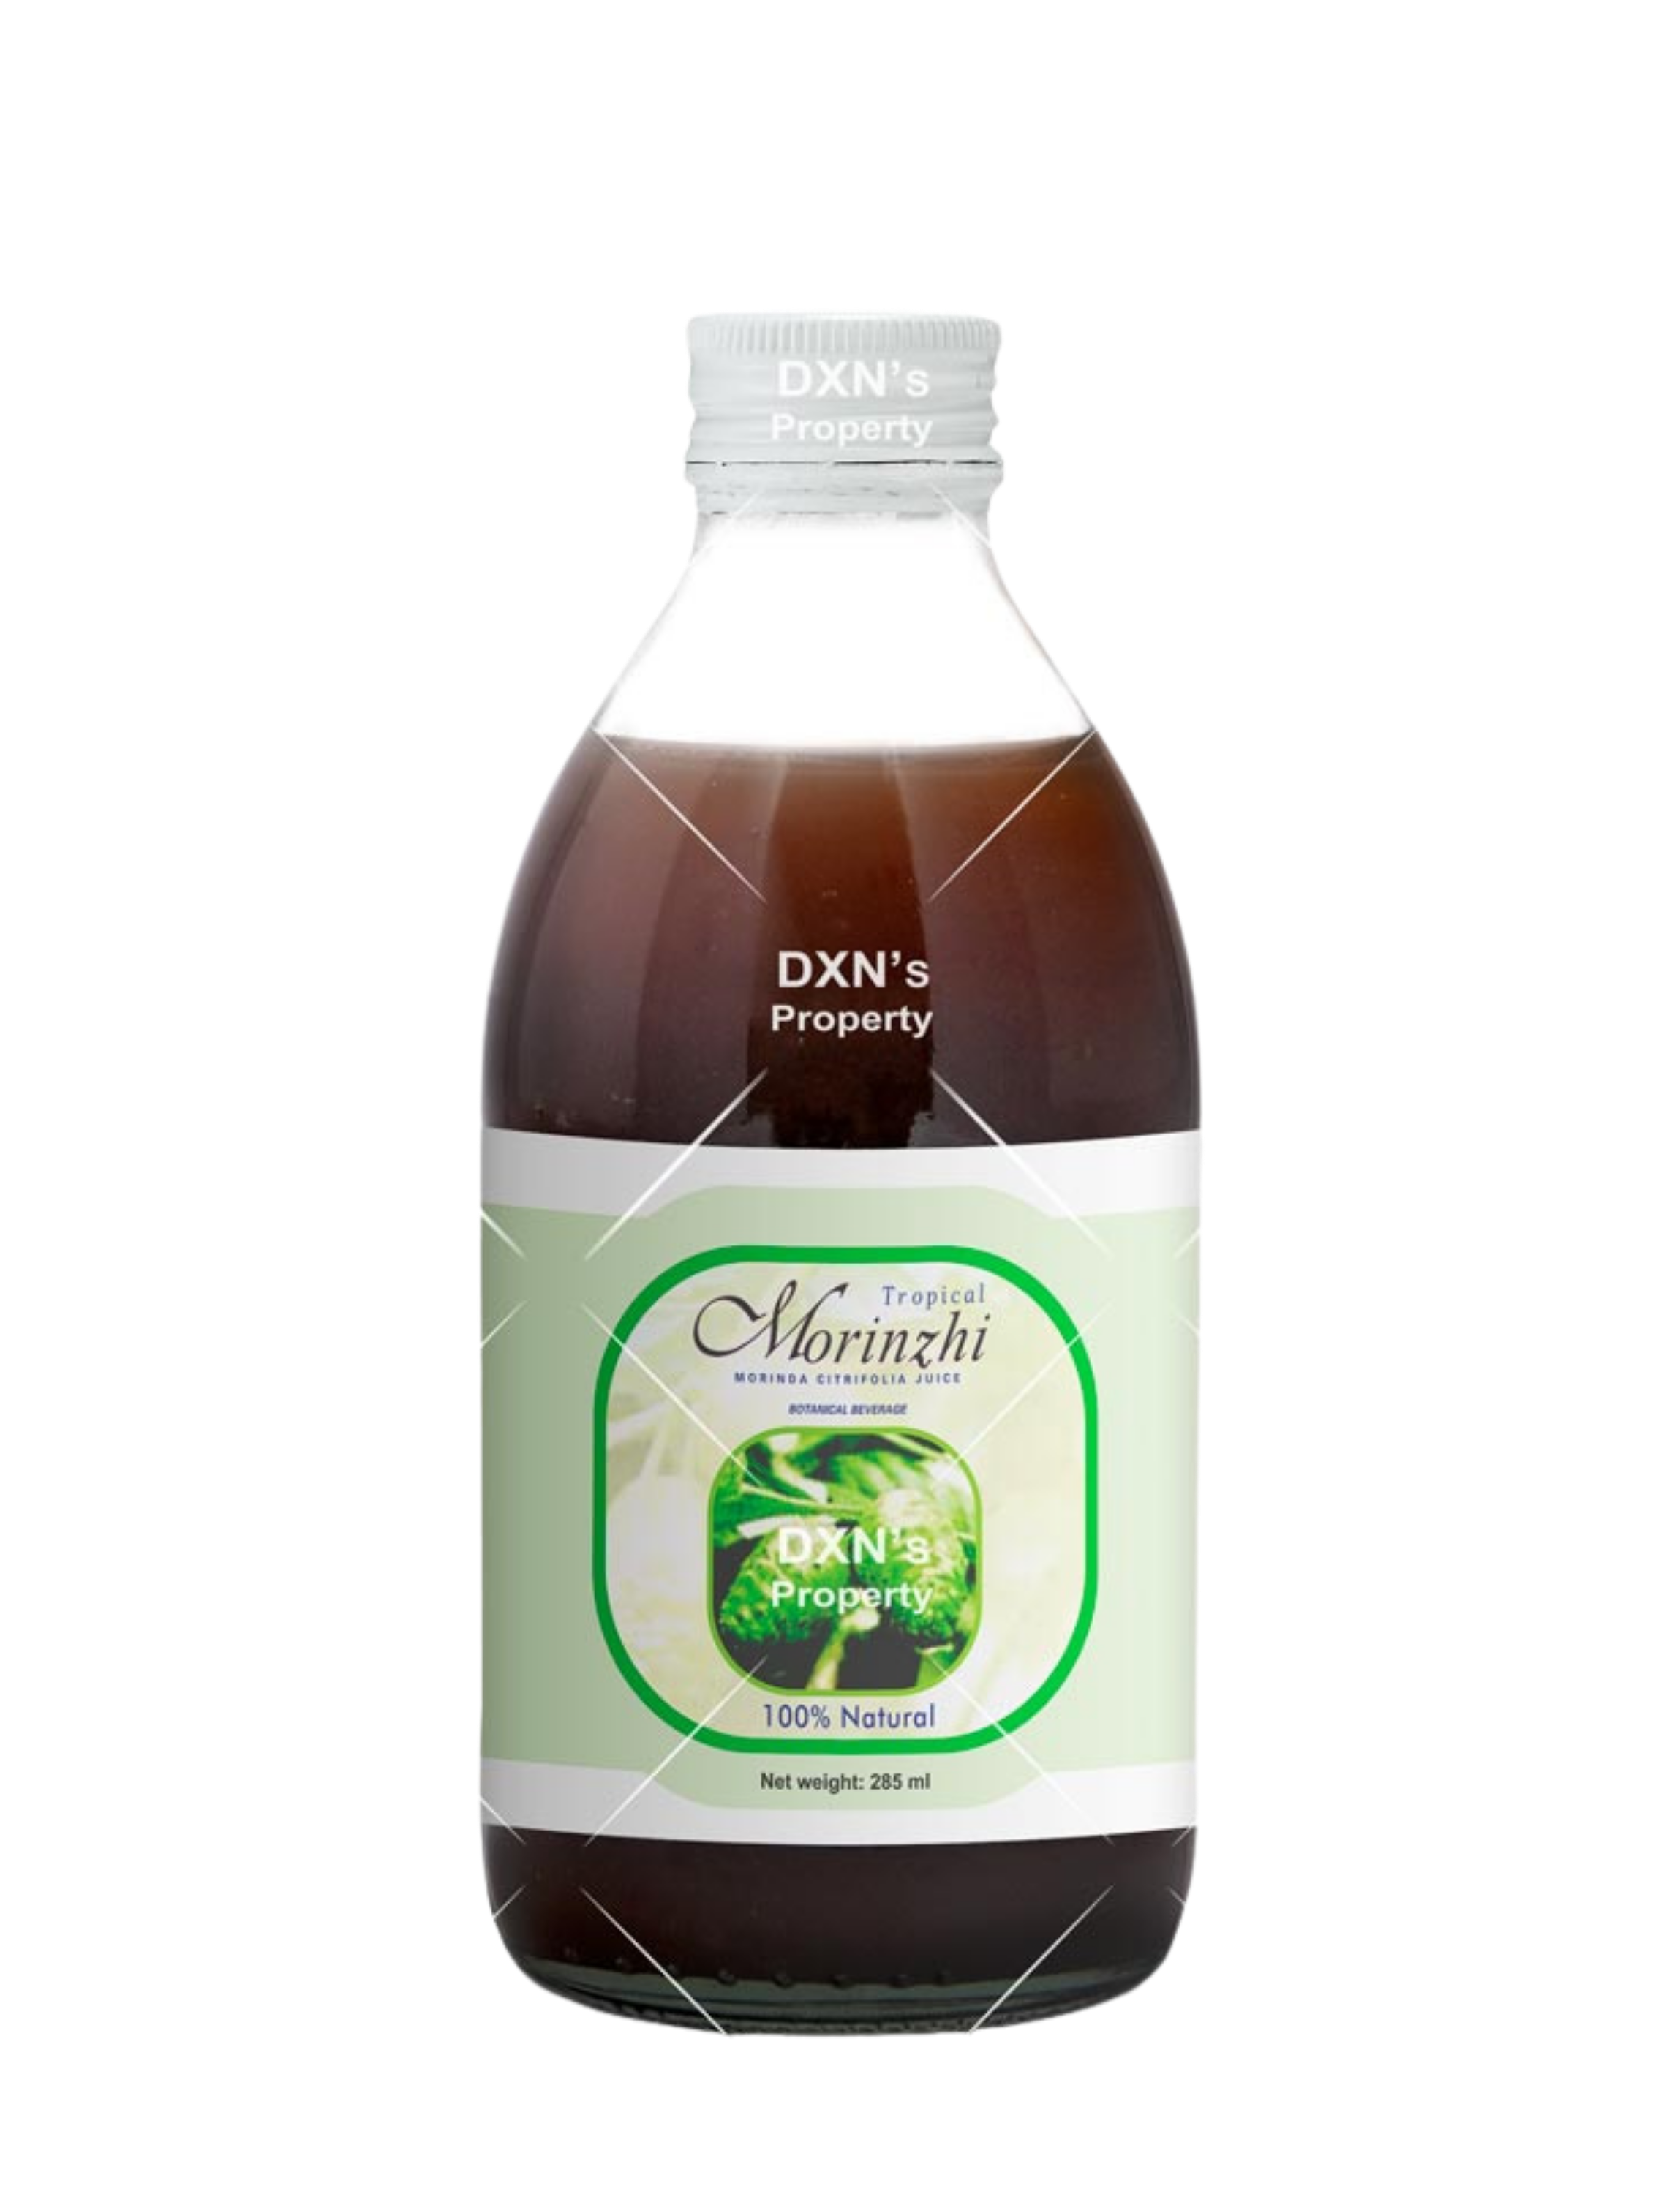 DXN's
Property
DXN's
Property
Tropical
Morinzhi
MORINDA CITRIFOLIA JUICE
BOTANICAL BEVERAGE
DXN's
Property
100% Natural
Net weight: 285 ml